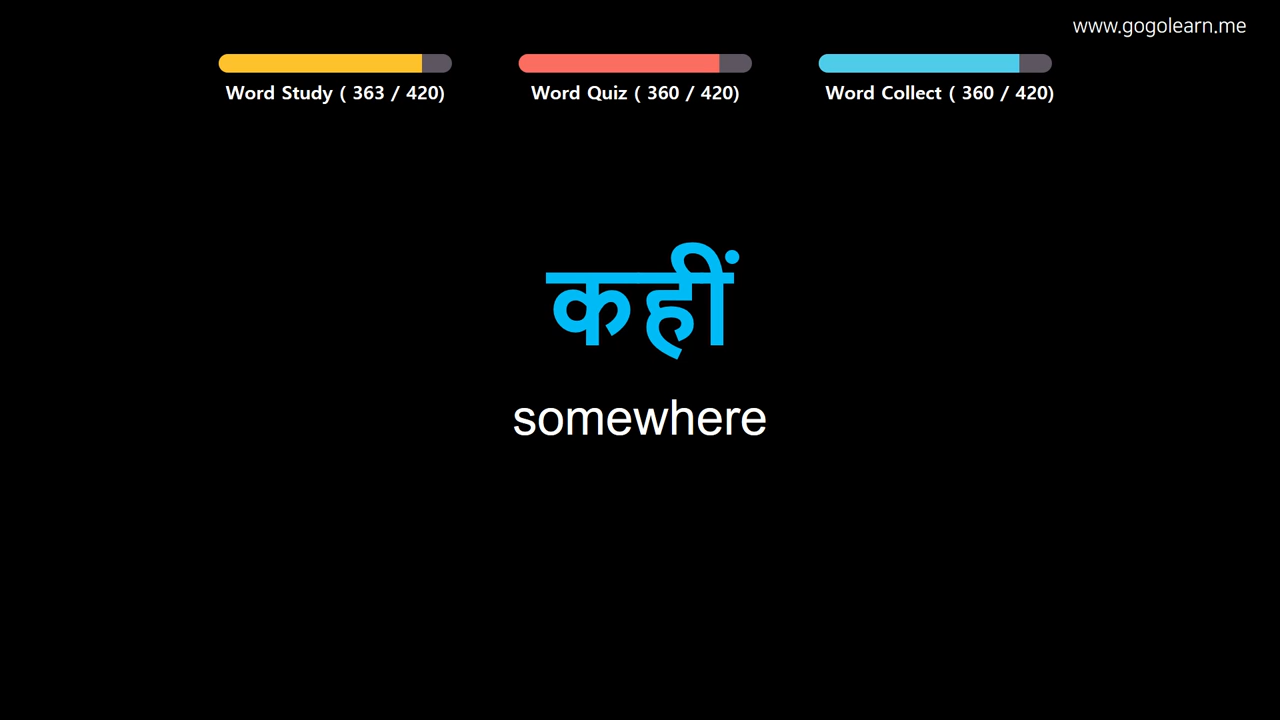 www.gogolearn.me
Word Study ( 363 / 420)
Word Quiz ( 360 / 420)
Word Collect ( 360 / 420)
कहीं
somewhere